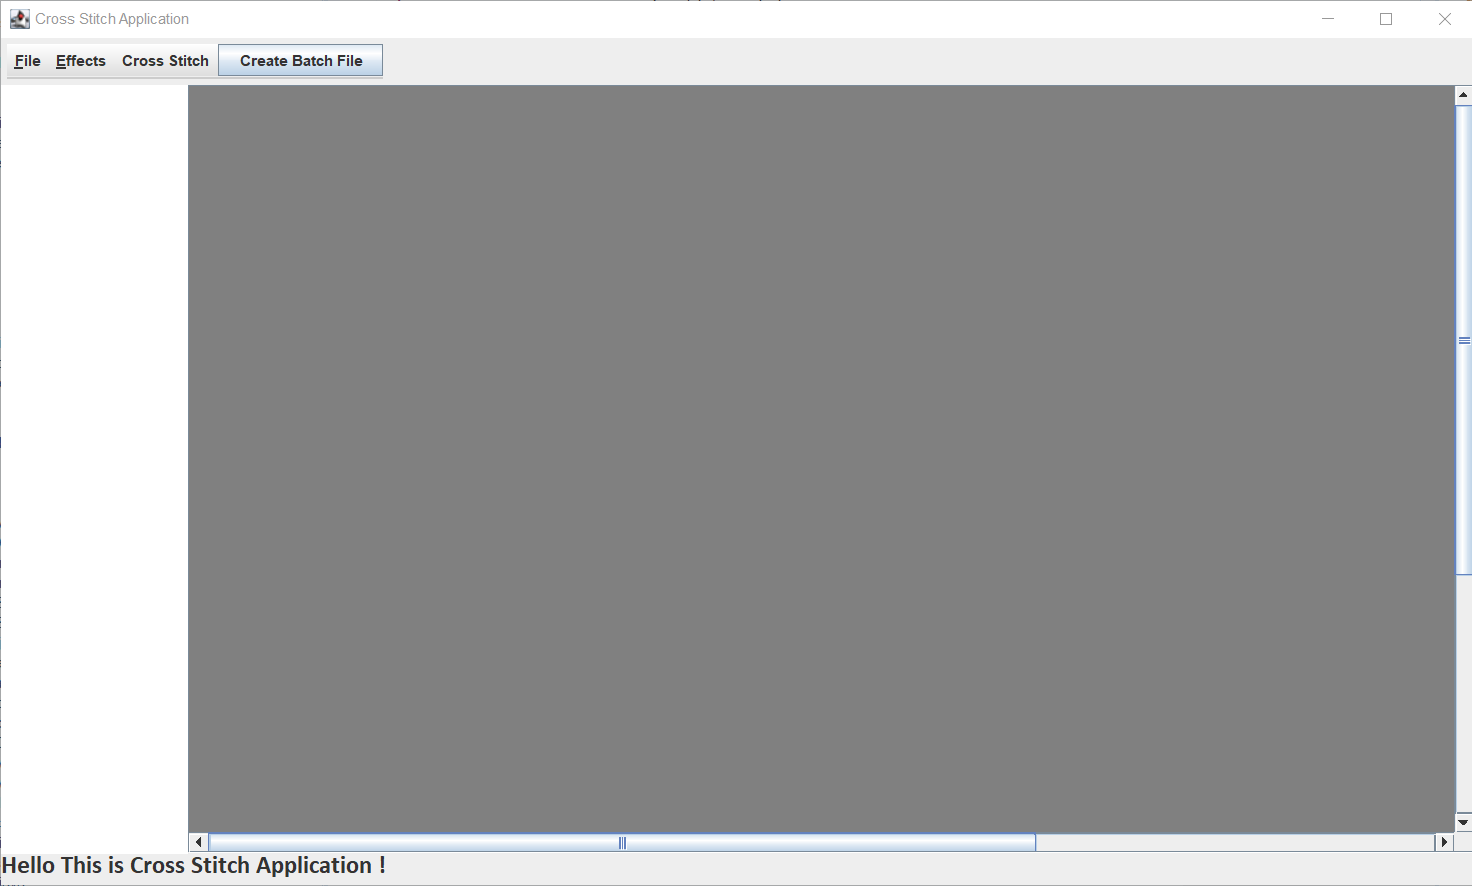 Cross Stitch Application
File Effects Cross Stitch Create Batch File
Hello This is Cross Stitch Application !